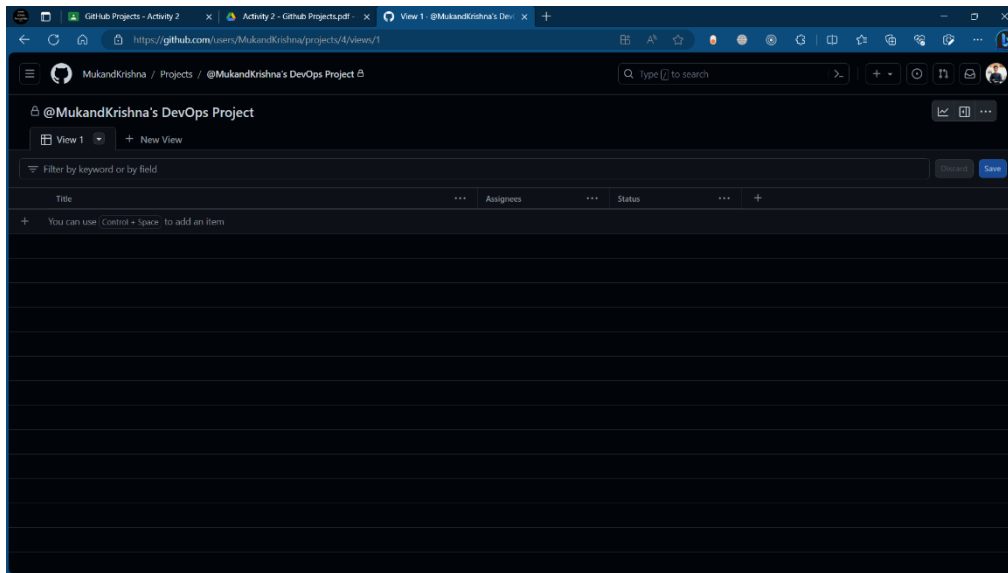 GitHub Projects - Activity 2
Activity 2 - Github Projects.pdf -
View 1 · @MukandKrishna's Dev
https://github.com/users/MukandKrishna/projects/4/views/1
MukandKrishna / Projects / @MukandKrishna's DevOps Project
Type / to search
@MukandKrishna's DevOps Project
View 1
New View
Filter by keyword or by field
Discard Save
Title Assignees Status
You can use Control + Space to add an item